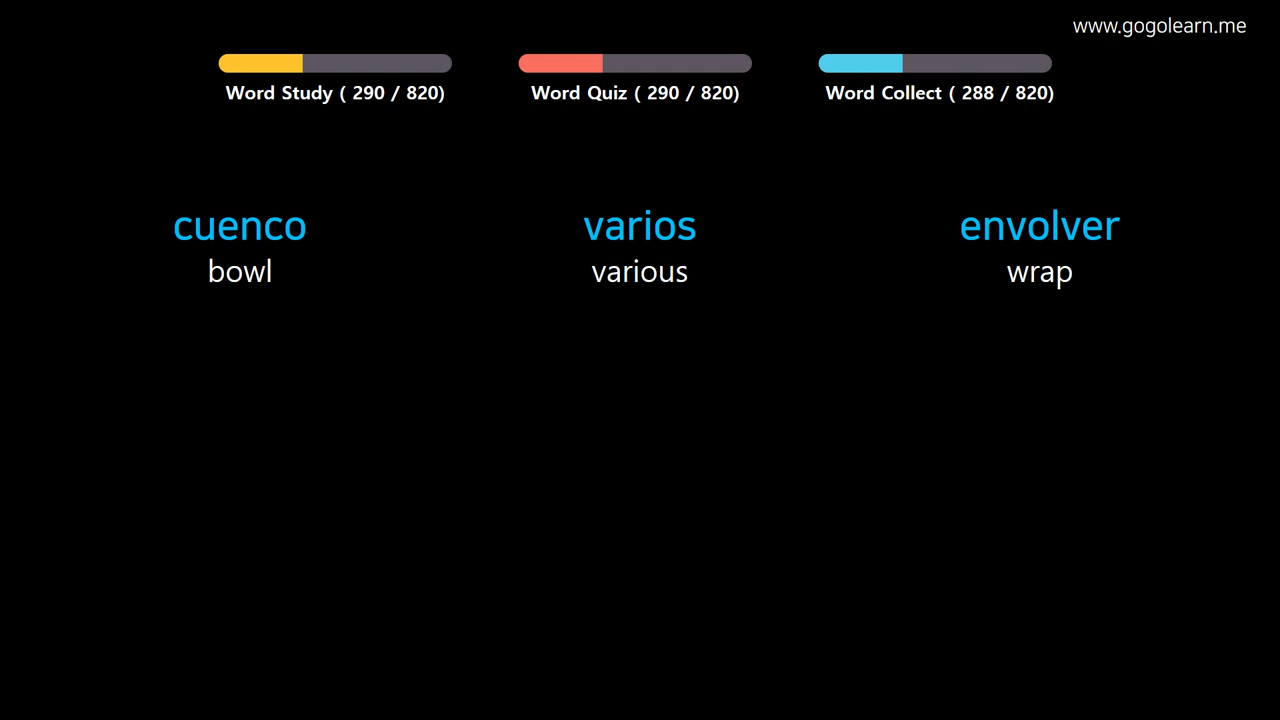 www.gogolearn.me
Word Study ( 290 / 820)
Word Quiz ( 290 / 820)
Word Collect ( 288 / 820)
cuenco
bowl
varios
various
envolver
wrap